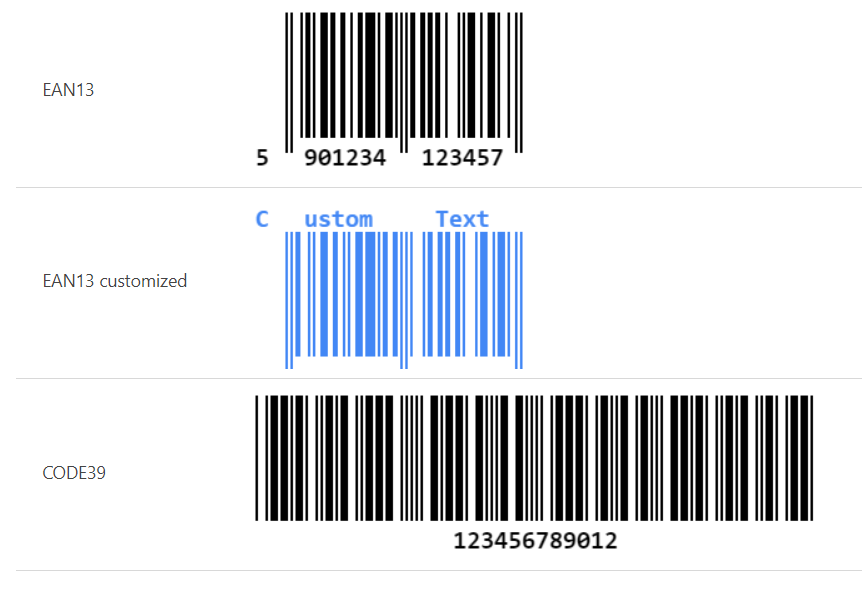 EAN13
5 901234 123457
C ustom Text
EAN13 customized
CODE39
123456789012